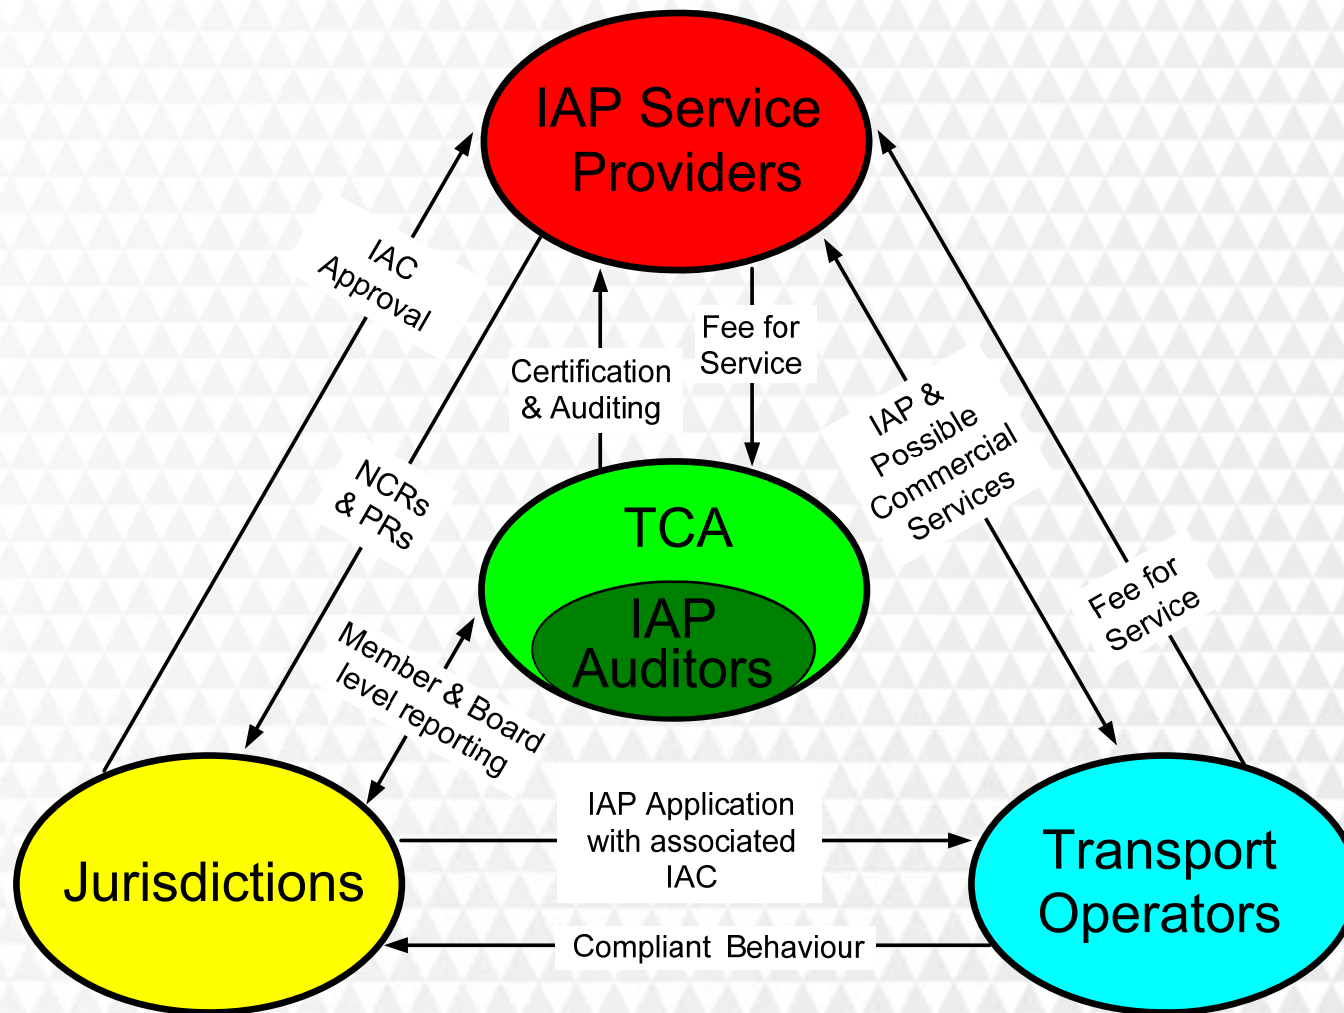 IAP Service
Providers
IAC
Approval
Fee for
Service
Certification
& Auditing
IAP &
Possible
Commercial
Services
NCRs
& PRs
TCA
IAP
Auditors
Fee for
Service
Member & Board
level reporting
IAP Application
with associated
IAC
Jurisdictions
Transport
Operators
Compliant Behaviour